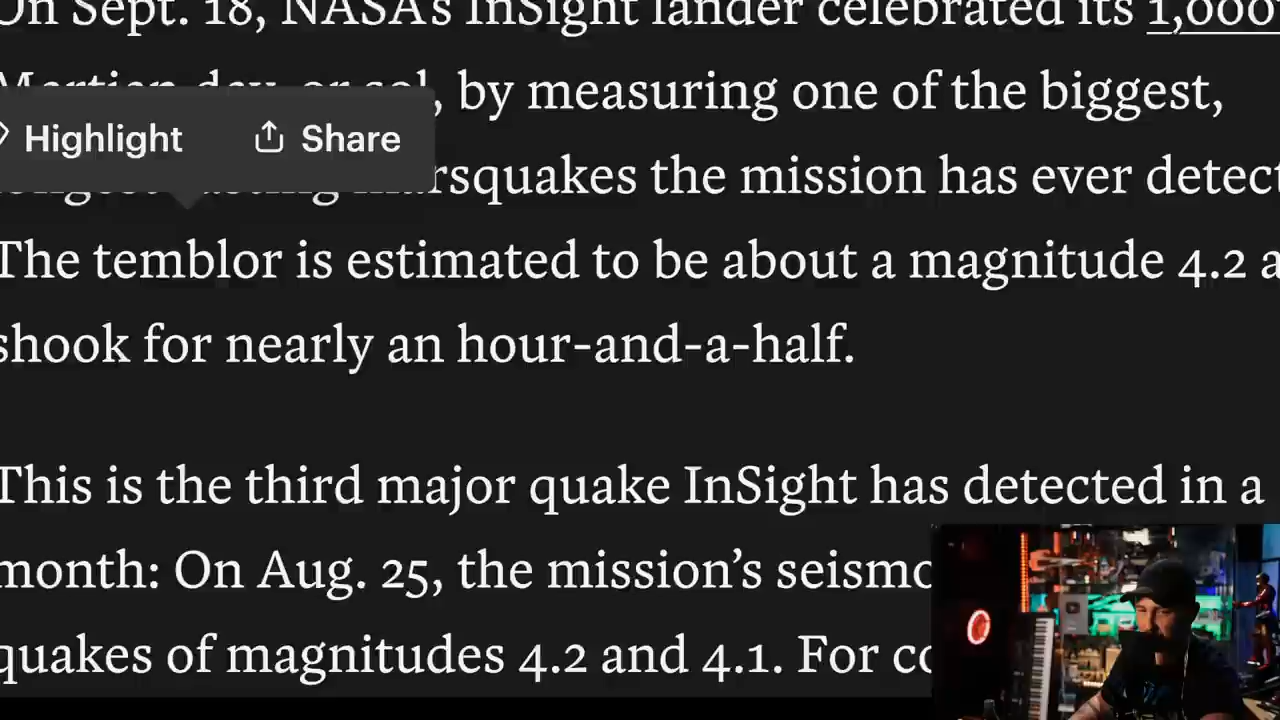 On Sept. 18, NASA's InSight lander celebrated its 1,000
, by measuring one of the biggest,
Highlight Share
marsquakes the mission has ever detect
The temblor is estimated to be about a magnitude 4.2 a
shook for nearly an hour-and-a-half.
This is the third major quake InSight has detected in a
month: On Aug. 25, the mission’s seismo
quakes of magnitudes 4.2 and 4.1. For co